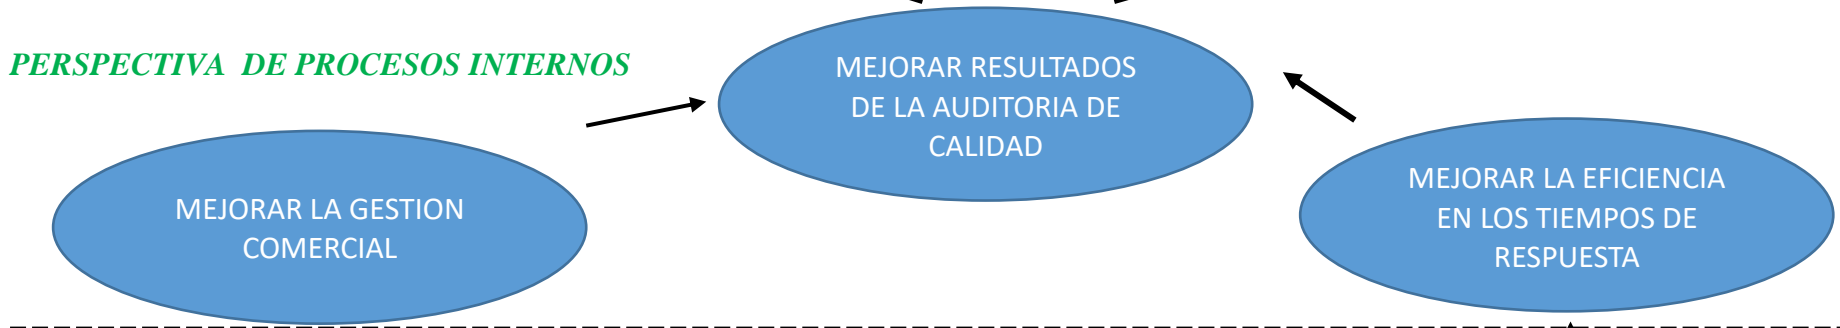 PERSPECTIVA DE PROCESOS INTERNOS
MEJORAR RESULTADOS
DE LA AUDITORIA DE
CALIDAD
MEJORAR LA GESTION
COMERCIAL
MEJORAR LA EFICIENCIA
EN LOS TIEMPOS DE
RESPUESTA